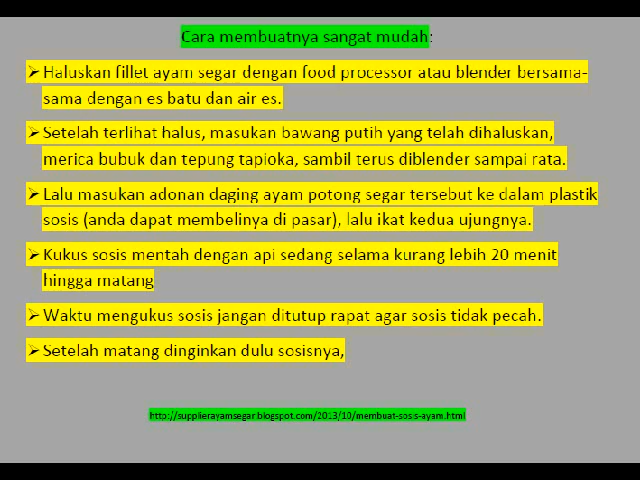 Cara membuatnya sangat mudah:
➢ Haluskan fillet ayam segar dengan food processor atau blender bersama-
sama dengan es batu dan air es.
➢ Setelah terlihat halus, masukan bawang putih yang telah dihaluskan,
merica bubuk dan tepung tapioka, sambil terus diblender sampai rata.
➢ Lalu masukan adonan daging ayam potong segar tersebut ke dalam plastik
sosis (anda dapat membelinya di pasar), lalu ikat kedua ujungnya.
➢ Kukus sosis mentah dengan api sedang selama kurang lebih 20 menit
hingga matang
➢ Waktu mengukus sosis jangan ditutup rapat agar sosis tidak pecah.
➢ Setelah matang dinginkan dulu sosisnya,
http://supplierayamsegar.blogspot.com/2013/10/membuat-sosis-ayam.html